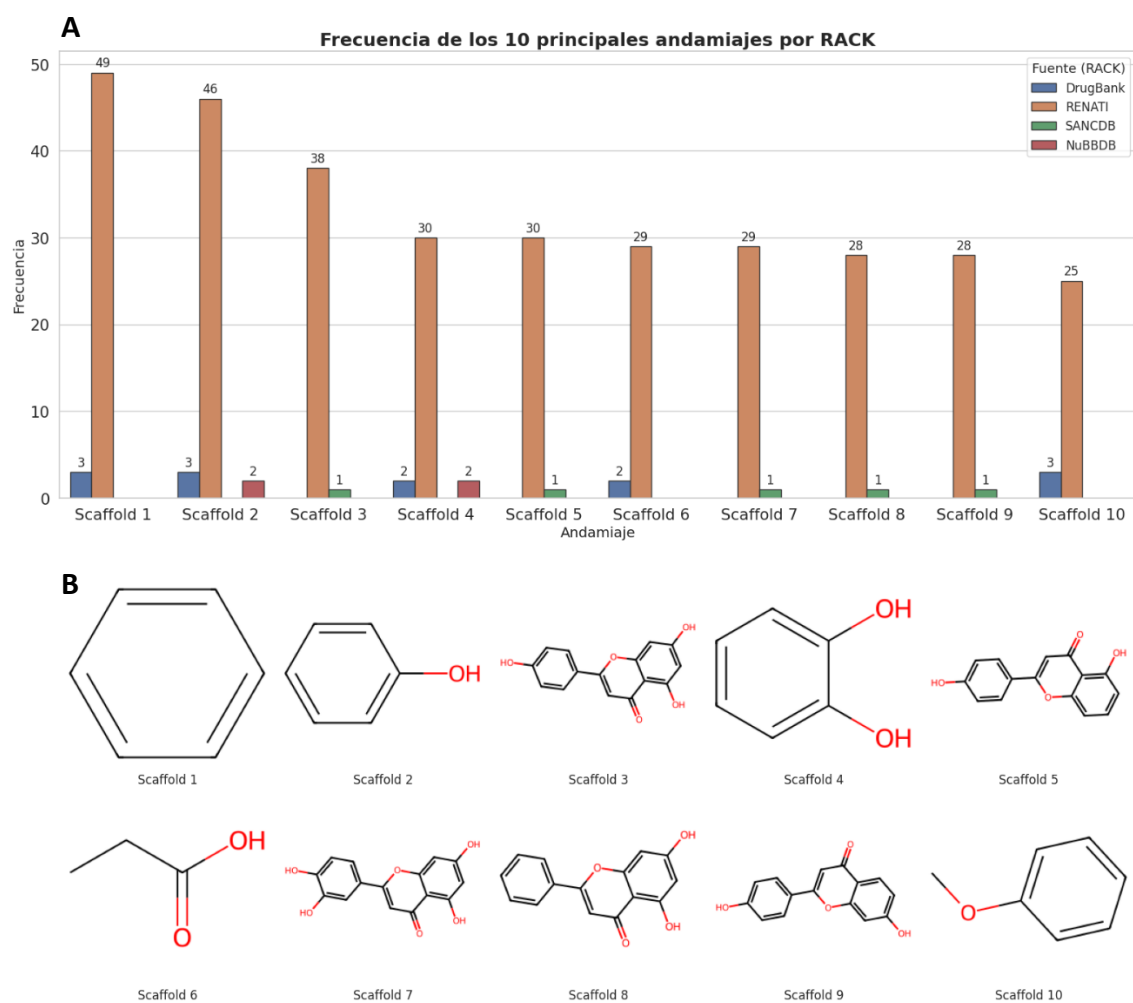 A
Frecuencia de los 10 principales andamiajes por RACK
Fuente (RACK)
DrugBank
RENATI
SANCDB
NuBBDB
Frecuencia
50
40
30
20
10
0
3 49
3 46 2
38 1
2 30 2
30 1
2 29
29 1
28 1
28 1
3 25
Scaffold 1 Scaffold 2 Scaffold 3 Scaffold 4 Scaffold 5 Scaffold 6 Scaffold 7 Scaffold 8 Scaffold 9 Scaffold 10
Andamiaje
B
OH
HO O OH O OH
OH OH
HO O O OH
Scaffold 1 Scaffold 2 Scaffold 3 Scaffold 4 Scaffold 5
OH O
HO HO O OH O OH
O OH O OH
HO O O OH
O
Scaffold 6 Scaffold 7 Scaffold 8 Scaffold 9 Scaffold 10